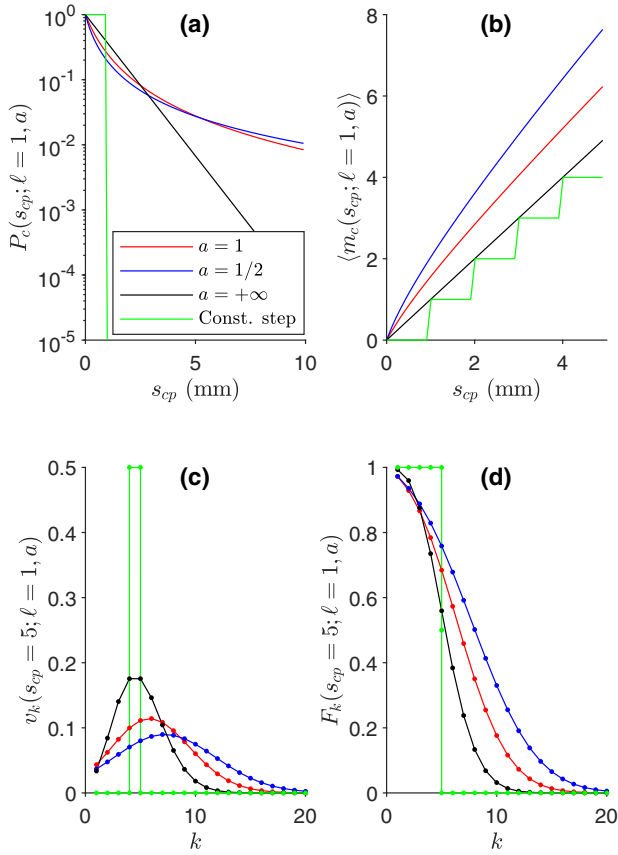 (a)
10^0
10^-1
10^-2
10^-3
10^-4
10^-5
P_c(s_cp; ℓ = 1, a)
a = 1
a = 1/2
a = +∞
Const. step
0 5 10
s_cp (mm)
(b)
8
6
4
2
0
⟨m_c(s_cp; ℓ = 1, a)⟩
0 2 4
s_cp (mm)
(c)
0.5
0.4
0.3
0.2
0.1
0
v_k(s_cp = 5; ℓ = 1, a)
0 10 20
k
(d)
1
0.8
0.6
0.4
0.2
0
F_k(s_cp = 5; ℓ = 1, a)
0 10 20
k